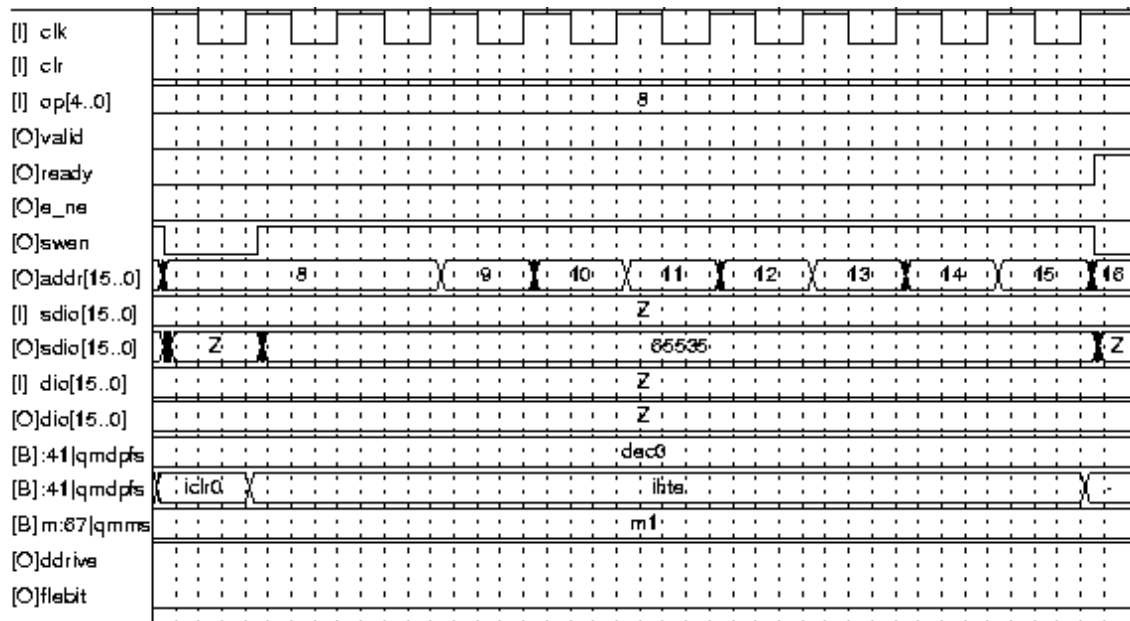 [I] clk
[I] clr
[I] op[4..0] 8
[O]valid
[O]ready
[O]e_ne
[O]swen
[O]addr[15..0] 8 9 10 11 12 13 14 15 16
[I] sdio[15..0] Z
[O]sdio[15..0] Z 65535 Z
[I] dio[15..0] Z
[O]dio[15..0] Z
[B]:41|qmdpfs dec0
[B]:41|qmdpfs iclr0 -
[B]m:67|qmms m1
[O]ddrive
[O]flebit